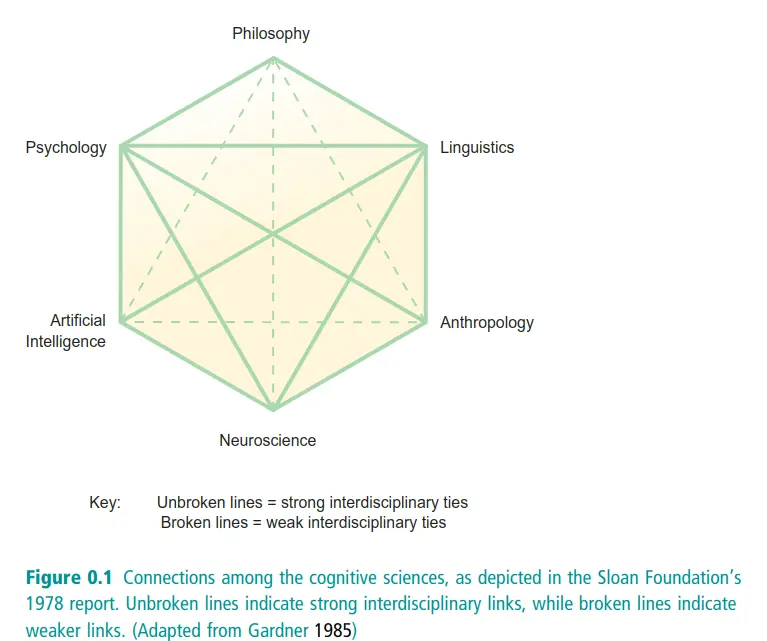 Philosophy
Psychology
Linguistics
Artificial
Intelligence
Anthropology
Neuroscience
Key: Unbroken lines = strong interdisciplinary ties
Broken lines = weak interdisciplinary ties
Figure 0.1 Connections among the cognitive sciences, as depicted in the Sloan Foundation's
1978 report. Unbroken lines indicate strong interdisciplinary links, while broken lines indicate
weaker links. (Adapted from Gardner 1985)